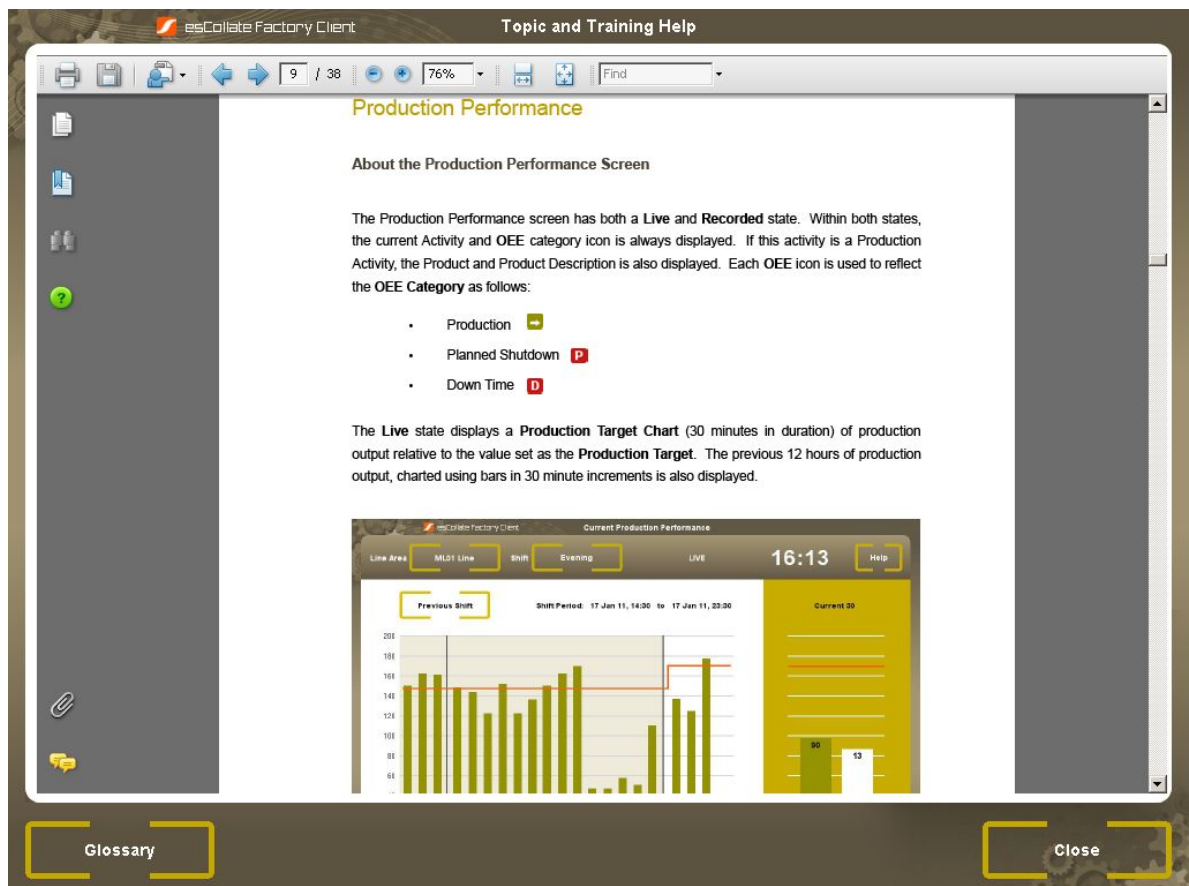 esCollate Factory Client
Topic and Training Help
9 / 38
76%
Find
Production Performance
About the Production Performance Screen
The Production Performance screen has both a Live and Recorded state. Within both states,
the current Activity and OEE category icon is always displayed. If this activity is a Production
Activity, the Product and Product Description is also displayed. Each OEE icon is used to reflect
the OEE Category as follows:
• Production
• Planned Shutdown P
• Down Time D
The Live state displays a Production Target Chart (30 minutes in duration) of production
output relative to the value set as the Production Target. The previous 12 hours of production
output, charted using bars in 30 minute increments is also displayed.
esCollate Factory Client
Current Production Performance
Line Area
ML01 Line
Shift
Evening
LIVE
16:13
Help
Previous Shift
Shift Period: 17 Jan 11, 14:30 to 17 Jan 11, 23:30
Current 30
200
180
160
140
120
100
80
60
90
13
Glossary
Close